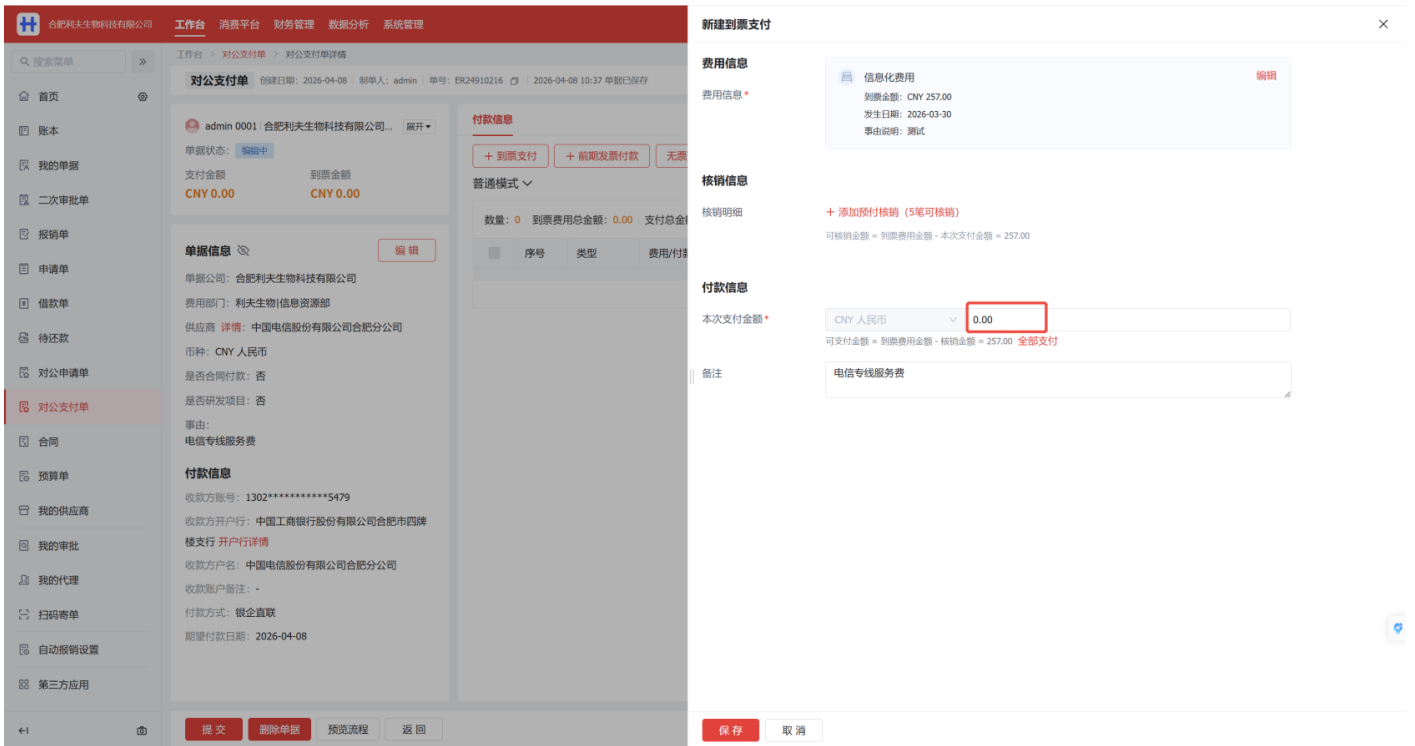 合肥利夫生物科技有限公司
工作台 消费平台 财务管理 数据分析 系统管理
搜索菜单
首页
账本
我的单据
二次审批单
报销单
申请单
借款单
待还款
对公申请单
对公支付单
合同
预算单
我的供应商
我的审批
我的代理
扫码寄单
自动报销设置
第三方应用
工作台 > 对公支付单 > 对公支付单详情
对公支付单 创建日期: 2026-04-08 制单人: admin 单号: ER24910216 2026-04-08 10:37 单据已保存
admin 0001 合肥利夫生物科技有限公司... 展开
单据状态: 编辑中
支付金额 到票金额
CNY 0.00 CNY 0.00
单据信息 编 辑
单据公司: 合肥利夫生物科技有限公司
费用部门: 利夫生物|信息资源部
供应商 详情: 中国电信股份有限公司合肥分公司
币种: CNY 人民币
是否合同付款: 否
是否研发项目: 否
事由:
电信专线服务费
付款信息
收款方账号: 1302***********5479
收款方开户行: 中国工商银行股份有限公司合肥市四牌
楼支行 开户行详情
收款方户名: 中国电信股份有限公司合肥分公司
收款账户备注: -
付款方式: 银企直联
期望付款日期: 2026-04-08
提 交 删除单据 预览流程 返 回
付款信息
+ 到票支付 + 前期发票付款 无票
普通模式
数量: 0 到票费用总金额: 0.00 支付总金额
序号 类型 费用/付款
新建到票支付
费用信息
费用信息*
信息化费用 编辑
到票金额: CNY 257.00
发生日期: 2026-03-30
事由说明: 测试
核销信息
核销明细 + 添加预付核销（5笔可核销）
可核销金额 = 到票费用金额 - 本次支付金额 = 257.00
付款信息
本次支付金额* CNY 人民币 0.00
可支付金额 = 到票费用金额 - 核销金额 = 257.00 全部支付
备注 电信专线服务费
保 存 取 消